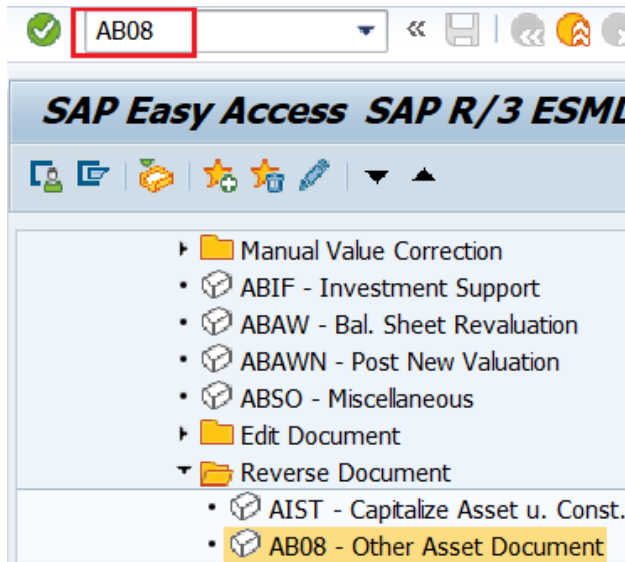 AB08
SAP Easy Access SAP R/3 ESML
Manual Value Correction
ABIF - Investment Support
ABAW - Bal. Sheet Revaluation
ABAWN - Post New Valuation
ABSO - Miscellaneous
Edit Document
Reverse Document
AIST - Capitalize Asset u. Const.
AB08 - Other Asset Document